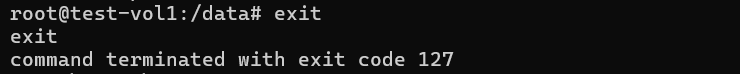 root@test-vol1:/data# exit
exit
command terminated with exit code 127